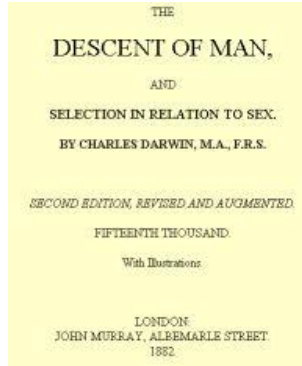 THE
DESCENT OF MAN,
AND
SELECTION IN RELATION TO SEX.
BY CHARLES DARWIN, M.A., F.R.S.
SECOND EDITION, REVISED AND AUGMENTED.
FIFTEENTH THOUSAND.
With Illustrations.
LONDON:
JOHN MURRAY, ALBEMARLE STREET.
1882.